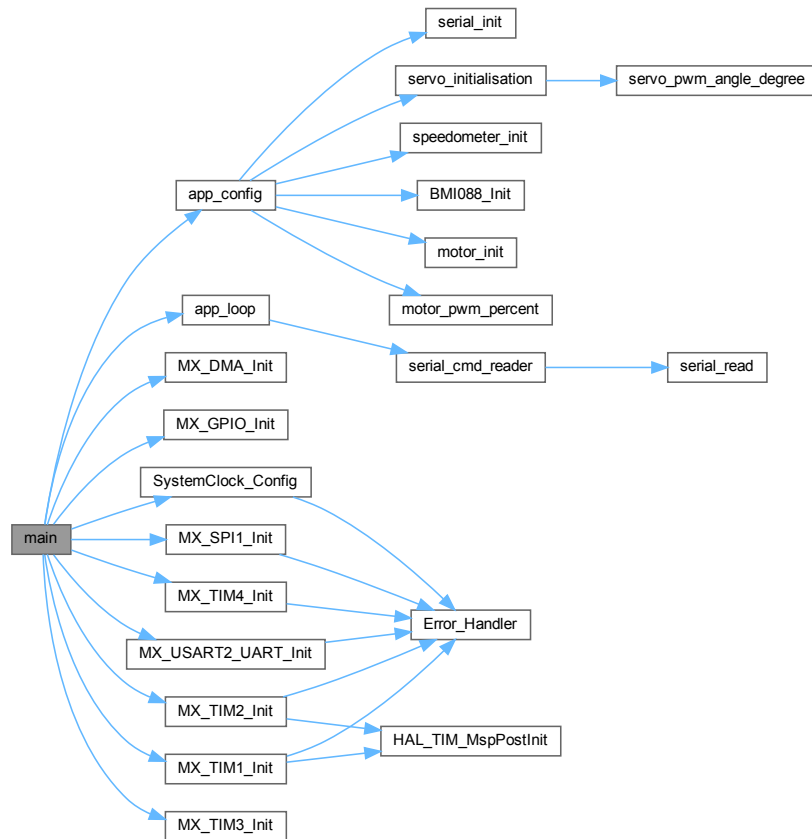 serial_init
servo_initialisation
servo_pwm_angle_degree
speedometer_init
app_config
BMI088_Init
motor_init
motor_pwm_percent
app_loop
serial_cmd_reader
serial_read
MX_DMA_Init
MX_GPIO_Init
SystemClock_Config
main
MX_SPI1_Init
MX_TIM4_Init
Error_Handler
MX_USART2_UART_Init
MX_TIM2_Init
HAL_TIM_MspPostInit
MX_TIM1_Init
MX_TIM3_Init